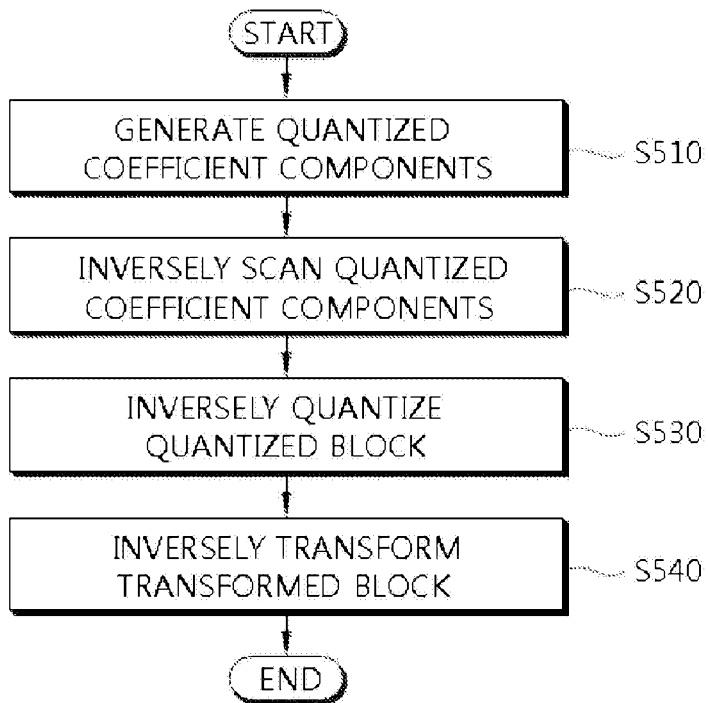 START
GENERATE QUANTIZED
COEFFICIENT COMPONENTS
S510
INVERSELY SCAN QUANTIZED
COEFFICIENT COMPONENTS
S520
INVERSELY QUANTIZE
QUANTIZED BLOCK
S530
INVERSELY TRANSFORM
TRANSFORMED BLOCK
S540
END